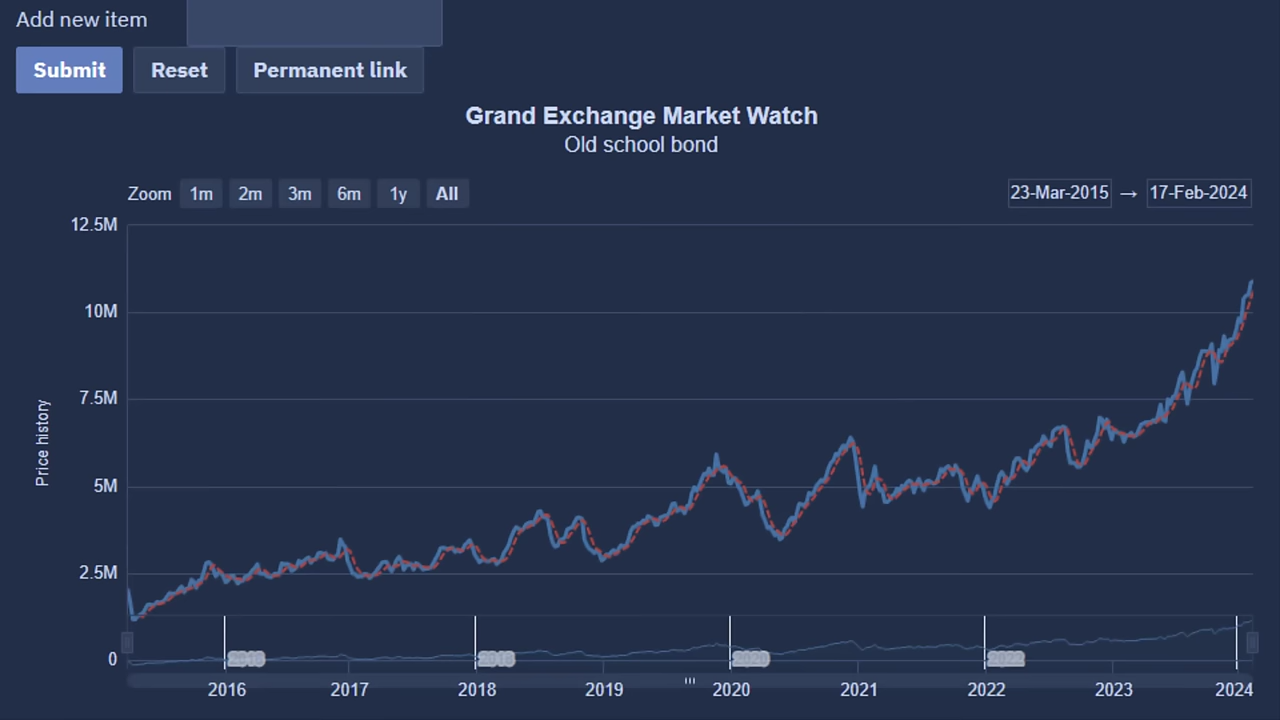 Add new item
Submit Reset Permanent link
Grand Exchange Market Watch
Old school bond
Zoom 1m 2m 3m 6m 1y All 23-Mar-2015 → 17-Feb-2024
12.5M
10M
7.5M
5M
2.5M
0
Price history
2020 2022
2016 2017 2018 2019 2020 2021 2022 2023 2024